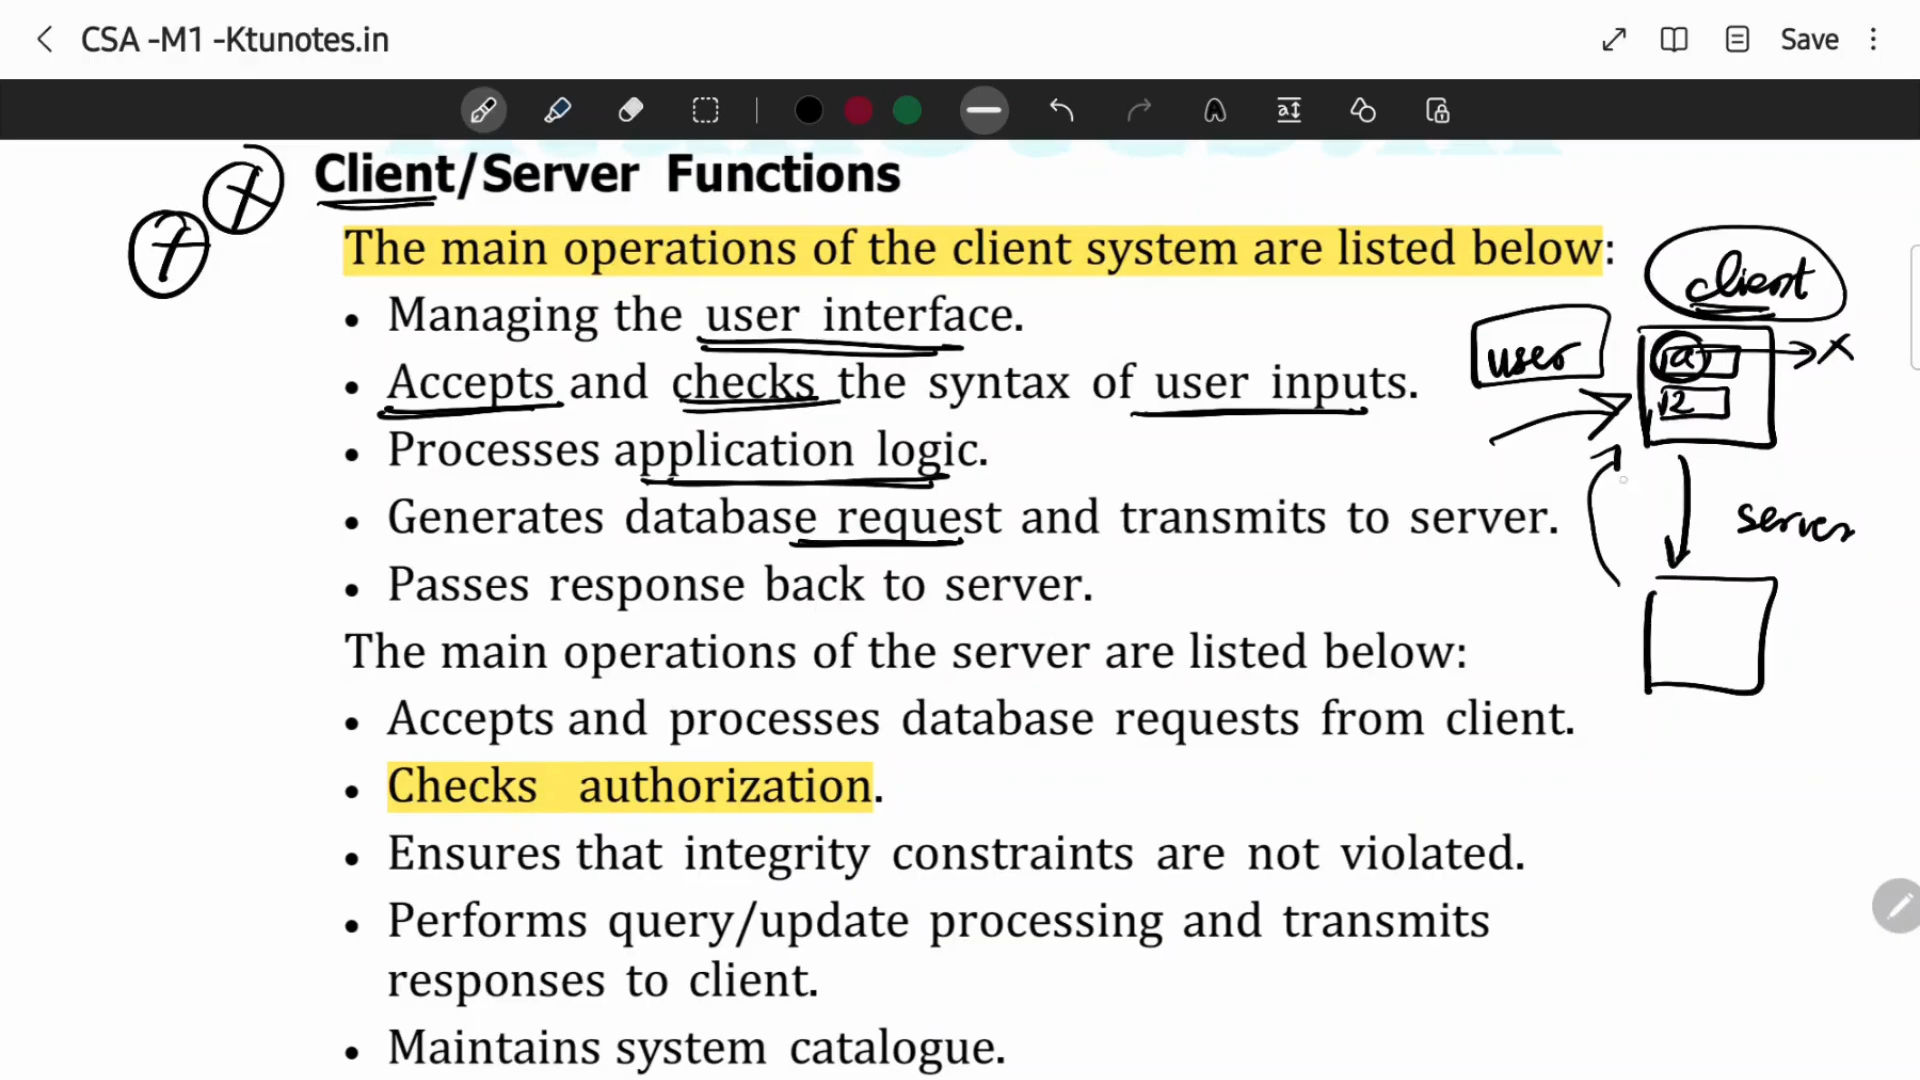 CSA -M1 -Ktunotes.in
Save
Client/Server Functions
The main operations of the client system are listed below:
• Managing the user interface.
• Accepts and checks the syntax of user inputs.
• Processes application logic.
• Generates database request and transmits to server.
• Passes response back to server.
The main operations of the server are listed below:
• Accepts and processes database requests from client.
• Checks authorization.
• Ensures that integrity constraints are not violated.
• Performs query/update processing and transmits
responses to client.
• Maintains system catalogue.
client
user
a
12
server